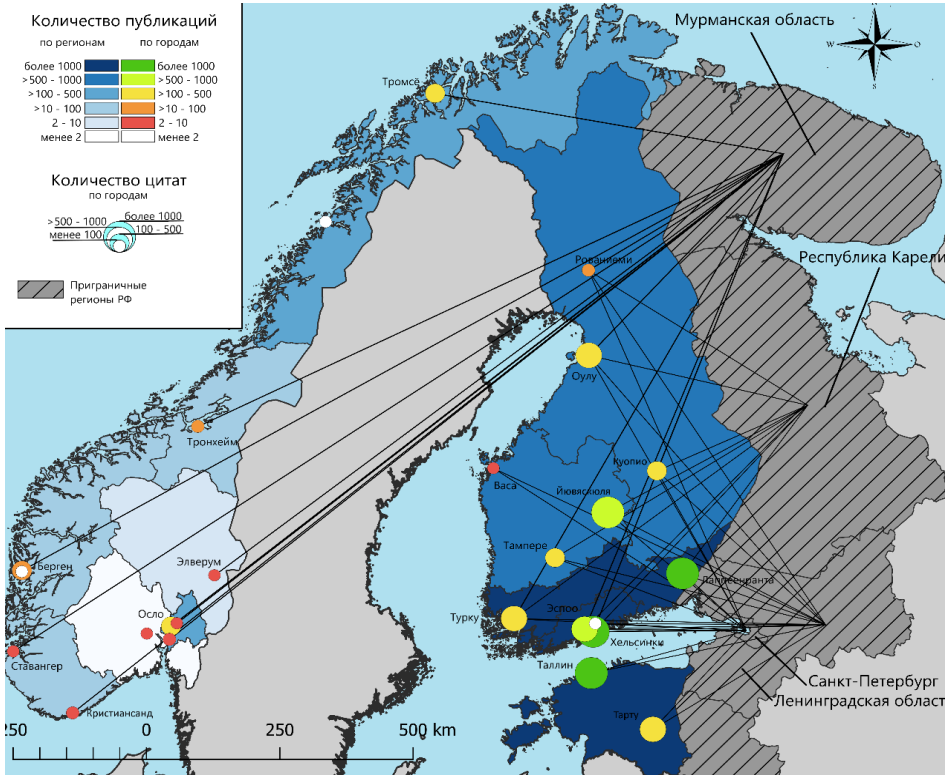 Количество публикаций
по регионам по городам
более 1000 более 1000
>500 - 1000 >500 - 1000
>100 - 500 >100 - 500
>10 - 100 >10 - 100
2 - 10 2 - 10
менее 2 менее 2
Количество цитат
по городам
>500 - 1000 более 1000
менее 100 100 - 500
Приграничные
регионы РФ
Мурманская область
N
W O
S
Тромсё
Республика Карели
Рованиеми
Оулу
Тронхейм
Куопио
Васа
Йювяскюля
Тампере
Лаппеенранта
Берген
Элверум
Осло
Эспоо
Турку
Хельсинки
Ставангер
Таллин
Санкт-Петербург
Ленинградская област
Кристиансанд
Тарту
250 0 250 500 km